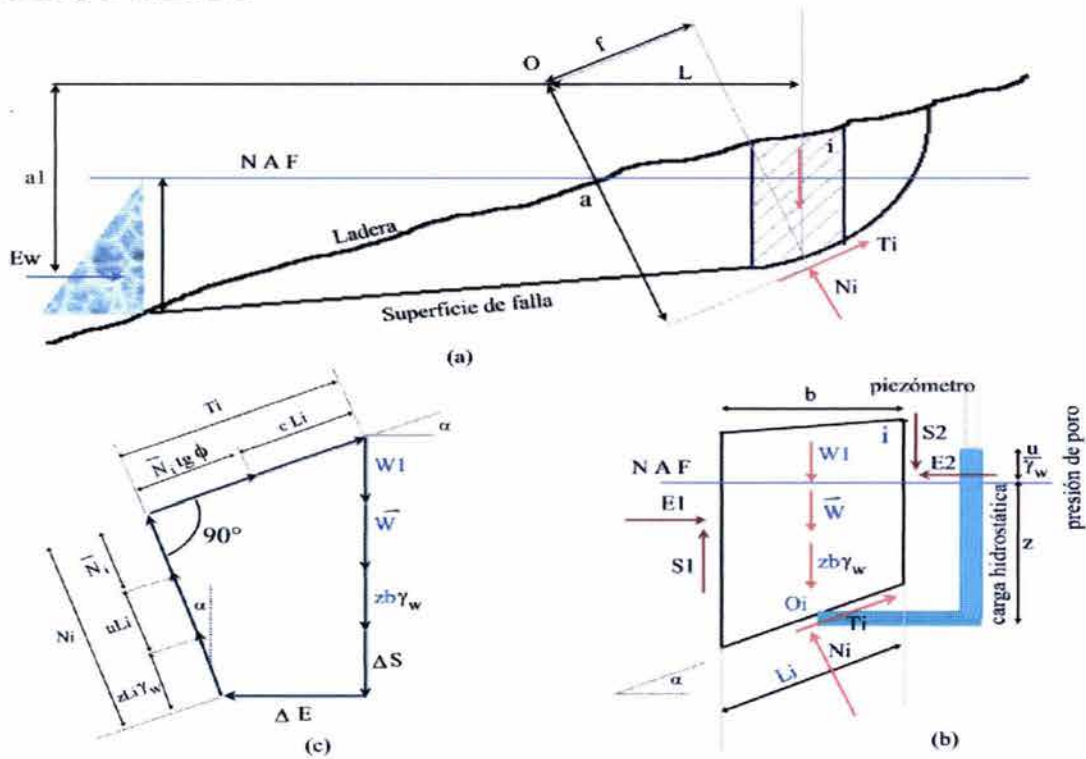 O
f
L
N A F
i
a1
a
Ladera
Ew
Ti
Ni
Superficie de falla
(a)
Ti
c Li
α
N̅i tg ϕ
W1
90°
W̅
N̅i
α
zbγw
Ni
uLi
ΔS
zLiγw
Δ E
(c)
piezómetro
b
i
S2
u/γw
N A F
W1
E2
E1
W̅
S1
zbγw
z
carga hidrostática
presión de poro
Oi
Ti
Ni
α
Li
(b)